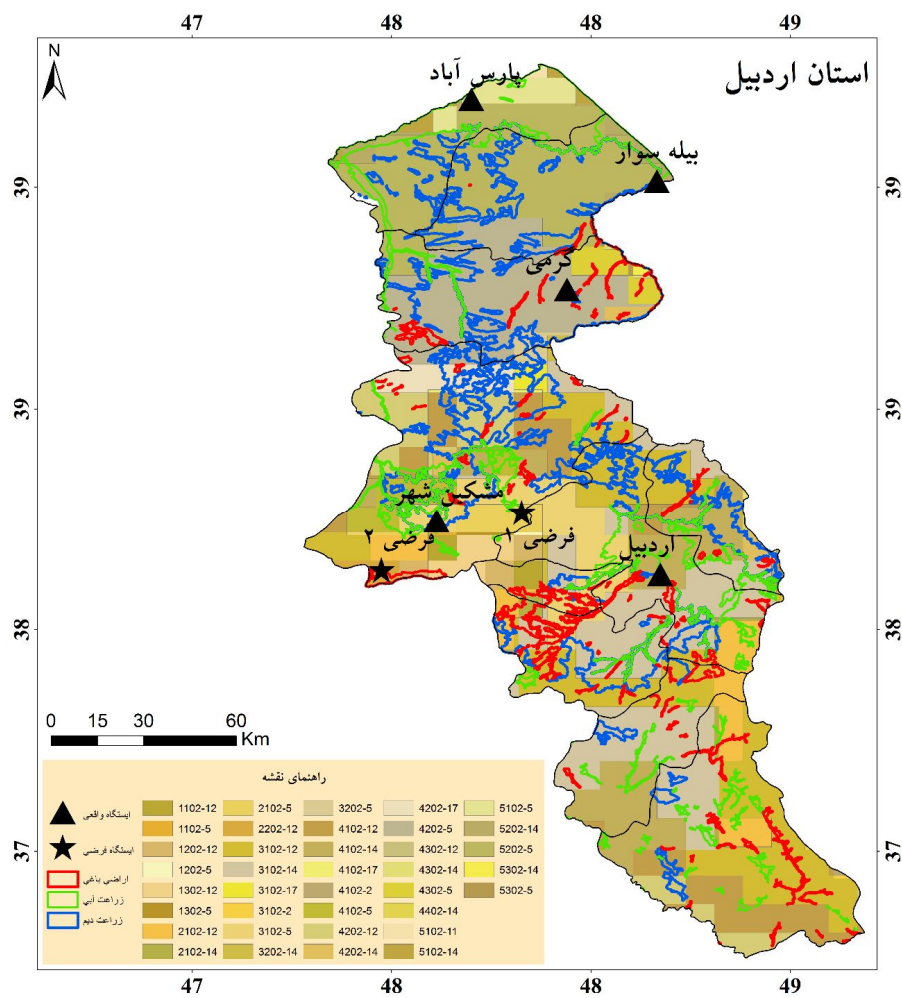 47 48 48 49
N
استان اردبیل
پارس آباد
بیله سوار
39 39
گرمی
39 39
مشگین شهر
فرضی ۱
فرضی ۲
اردبیل
38 38
0 15 30 60
Km
راهنمای نقشه
ایستگاه واقعی
ایستگاه فرضی
اراضی باغی
زراعت آبی
زراعت دیم
1102-12 2102-5 3202-5 4202-17 5102-5
1102-5 2202-12 4102-12 4202-5 5202-14
1202-12 3102-12 4102-14 4302-12 5202-5
1202-5 3102-14 4102-17 4302-14 5302-14
1302-12 3102-17 4102-2 4302-5 5302-5
1302-5 3102-2 4102-5 4402-14
2102-12 3102-5 4202-12 5102-11
2102-14 3202-14 4202-14 5102-14
37 37
47 48 48 49